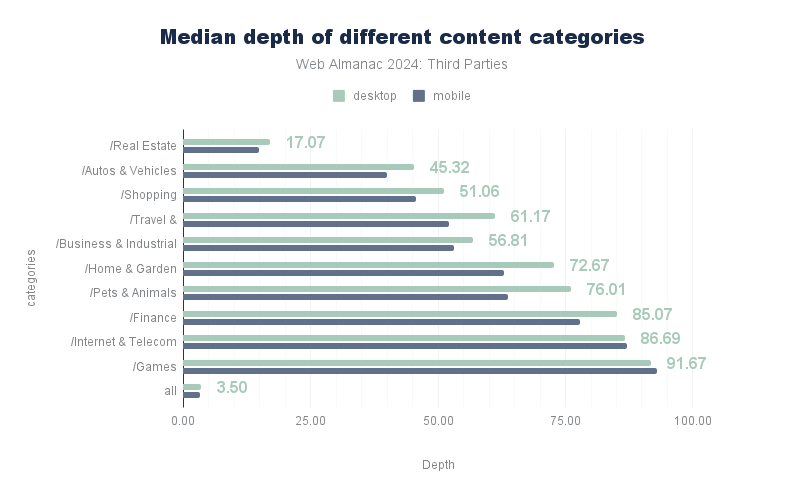 Median depth of different content categories
Web Almanac 2024: Third Parties
desktop mobile
/Real Estate 17.07
/Autos & Vehicles 45.32
/Shopping 51.06
/Travel & 61.17
/Business & Industrial 56.81
/Home & Garden 72.67
/Pets & Animals 76.01
/Finance 85.07
/Internet & Telecom 86.69
/Games 91.67
all 3.50
categories
0.00 25.00 50.00 75.00 100.00
Depth